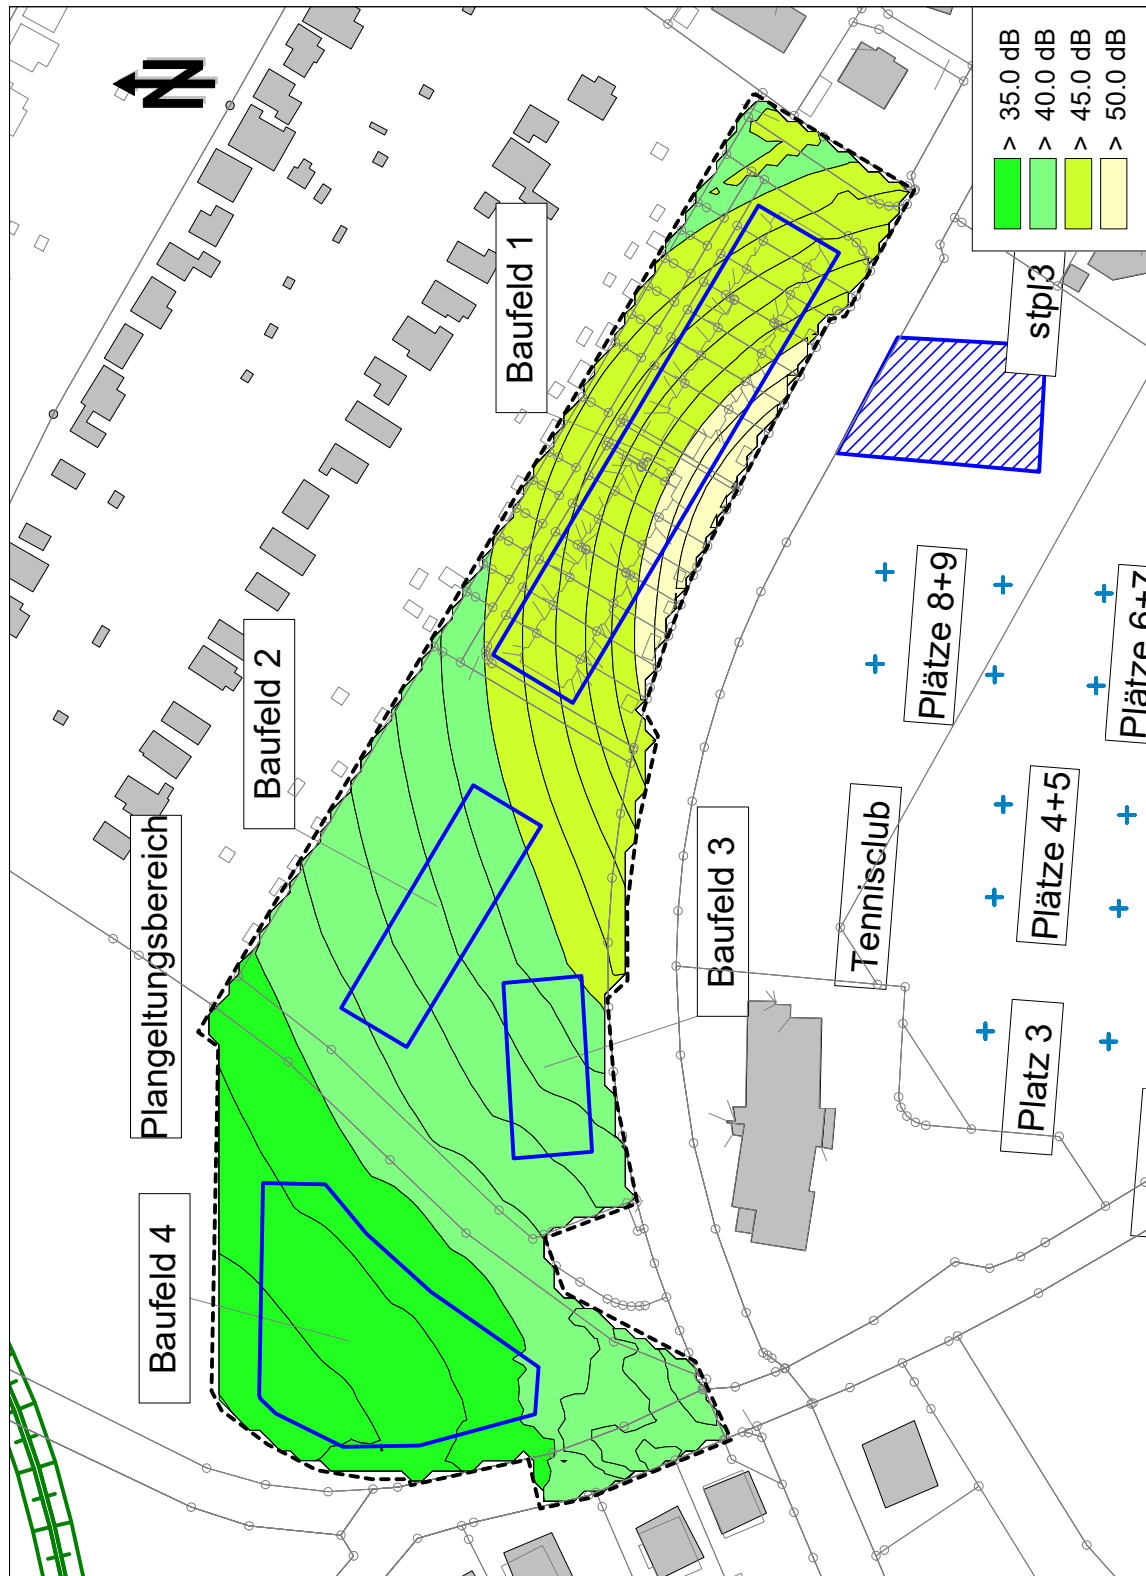 N
> 35.0 dB
> 40.0 dB
> 45.0 dB
> 50.0 dB
Baufeld 1
stpl3
Baufeld 2
Plätze 8+9
Plätze 6+7
Plangeltungsbereich
Baufeld 3
Tennisclub
Plätze 4+5
Platz 3
Baufeld 4